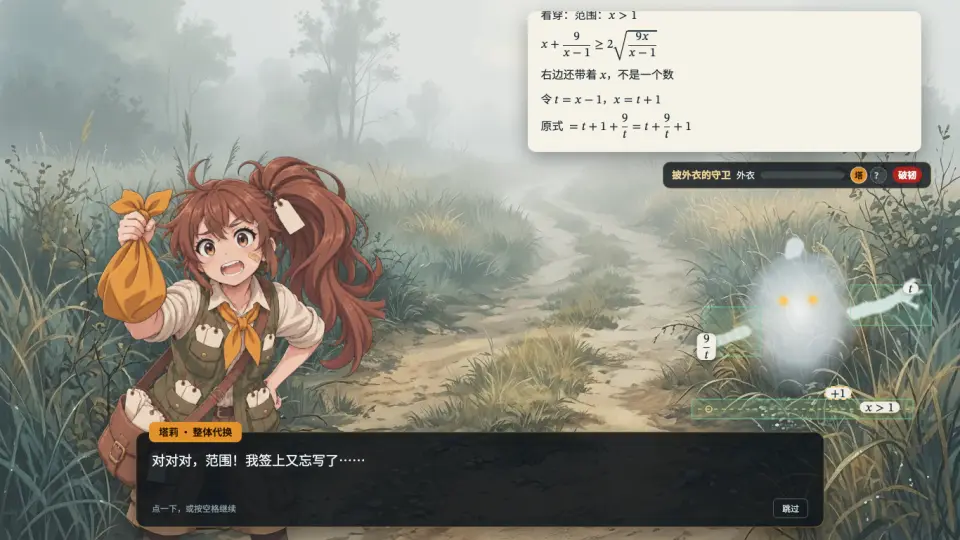 看穿：范围：x > 1
x + 9/(x − 1) ≥ 2√(9x/(x − 1))
右边还带着 x，不是一个数
令 t = x − 1，x = t + 1
原式 = t + 1 + 9/t = t + 9/t + 1
披外衣的守卫 外衣 塔 ? 破韧
t
9/t
+1
x > 1
塔莉 · 整体代换
对对对，范围！我签上又忘写了……
点一下，或按空格继续
跳过